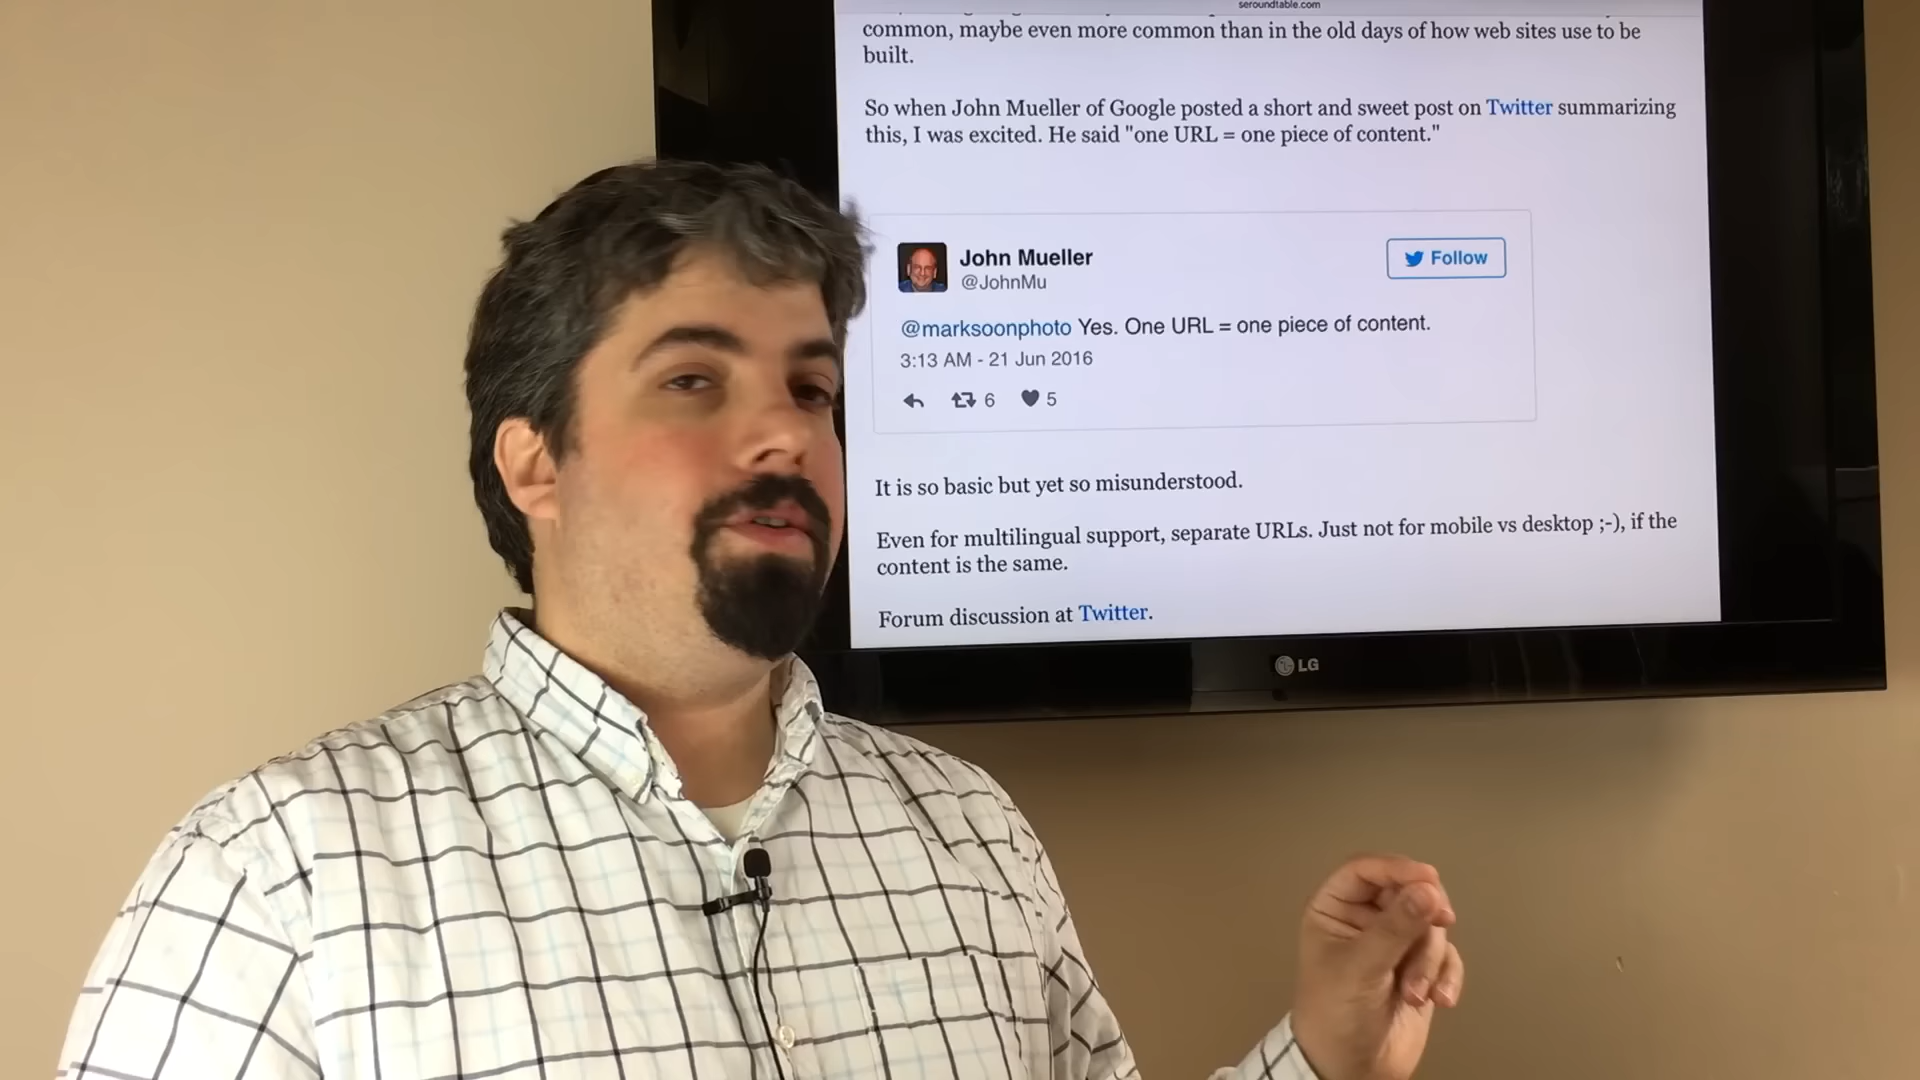 seroundtable.com
common, maybe even more common than in the old days of how web sites use to be
built.
So when John Mueller of Google posted a short and sweet post on Twitter summarizing
this, I was excited. He said "one URL = one piece of content."
John Mueller
@JohnMu
Follow
@marksoonphoto Yes. One URL = one piece of content.
3:13 AM - 21 Jun 2016
6 5
It is so basic but yet so misunderstood.
Even for multilingual support, separate URLs. Just not for mobile vs desktop ;-), if the
content is the same.
Forum discussion at Twitter.
LG